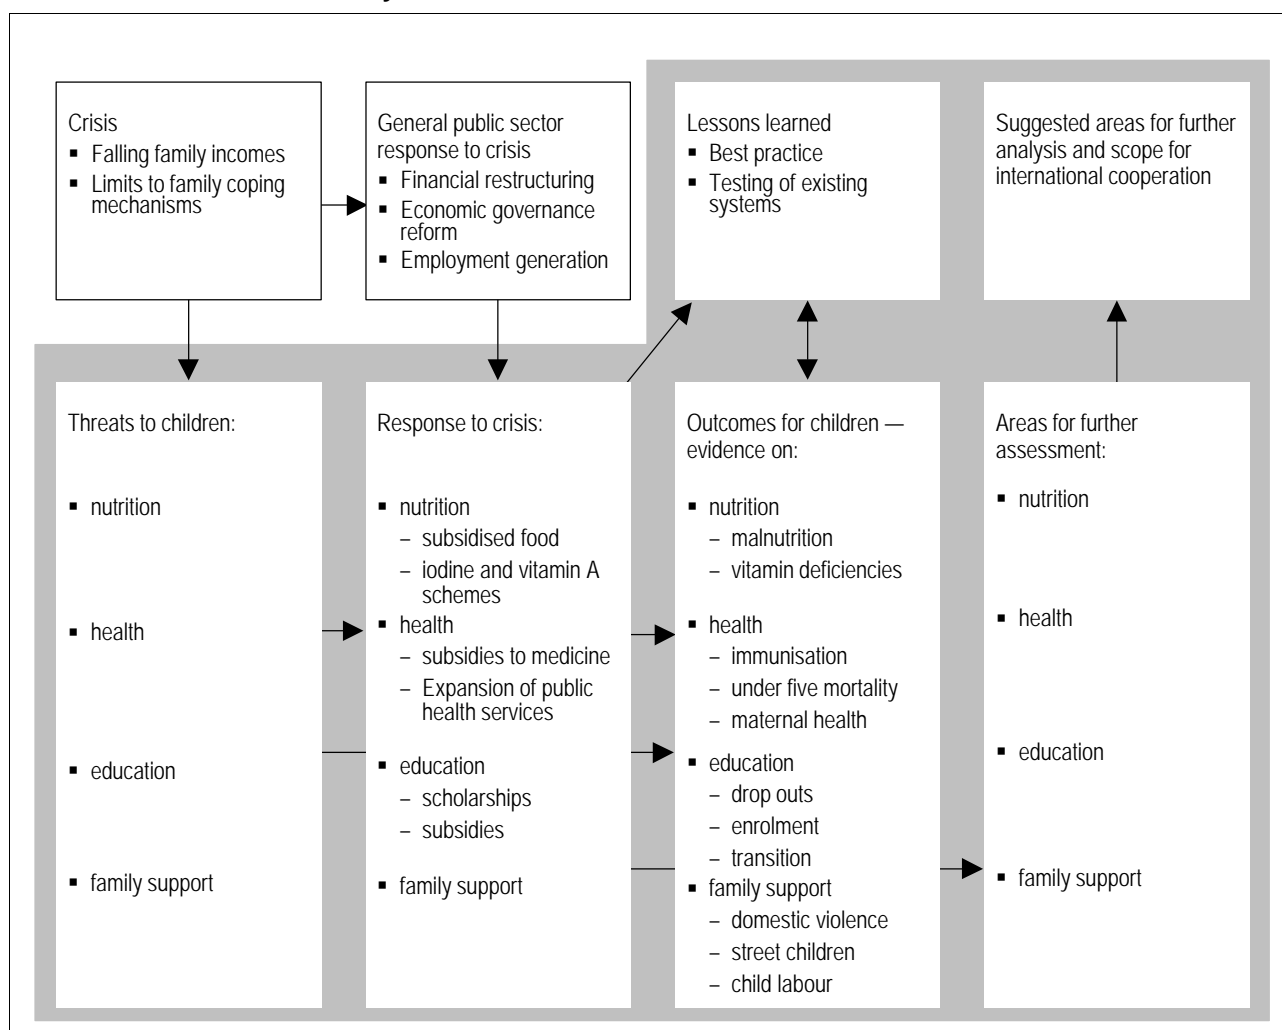 Crisis
▪ Falling family incomes
▪ Limits to family coping
mechanisms
General public sector
response to crisis
▪ Financial restructuring
▪ Economic governance
reform
▪ Employment generation
Lessons learned
▪ Best practice
▪ Testing of existing
systems
Suggested areas for further
analysis and scope for
international cooperation
Threats to children:
▪ nutrition
▪ health
▪ education
▪ family support
Response to crisis:
▪ nutrition
– subsidised food
– iodine and vitamin A
schemes
▪ health
– subsidies to medicine
– Expansion of public
health services
▪ education
– scholarships
– subsidies
▪ family support
Outcomes for children —
evidence on:
▪ nutrition
– malnutrition
– vitamin deficiencies
▪ health
– immunisation
– under five mortality
– maternal health
▪ education
– drop outs
– enrolment
– transition
▪ family support
– domestic violence
– street children
– child labour
Areas for further
assessment:
▪ nutrition
▪ health
▪ education
▪ family support